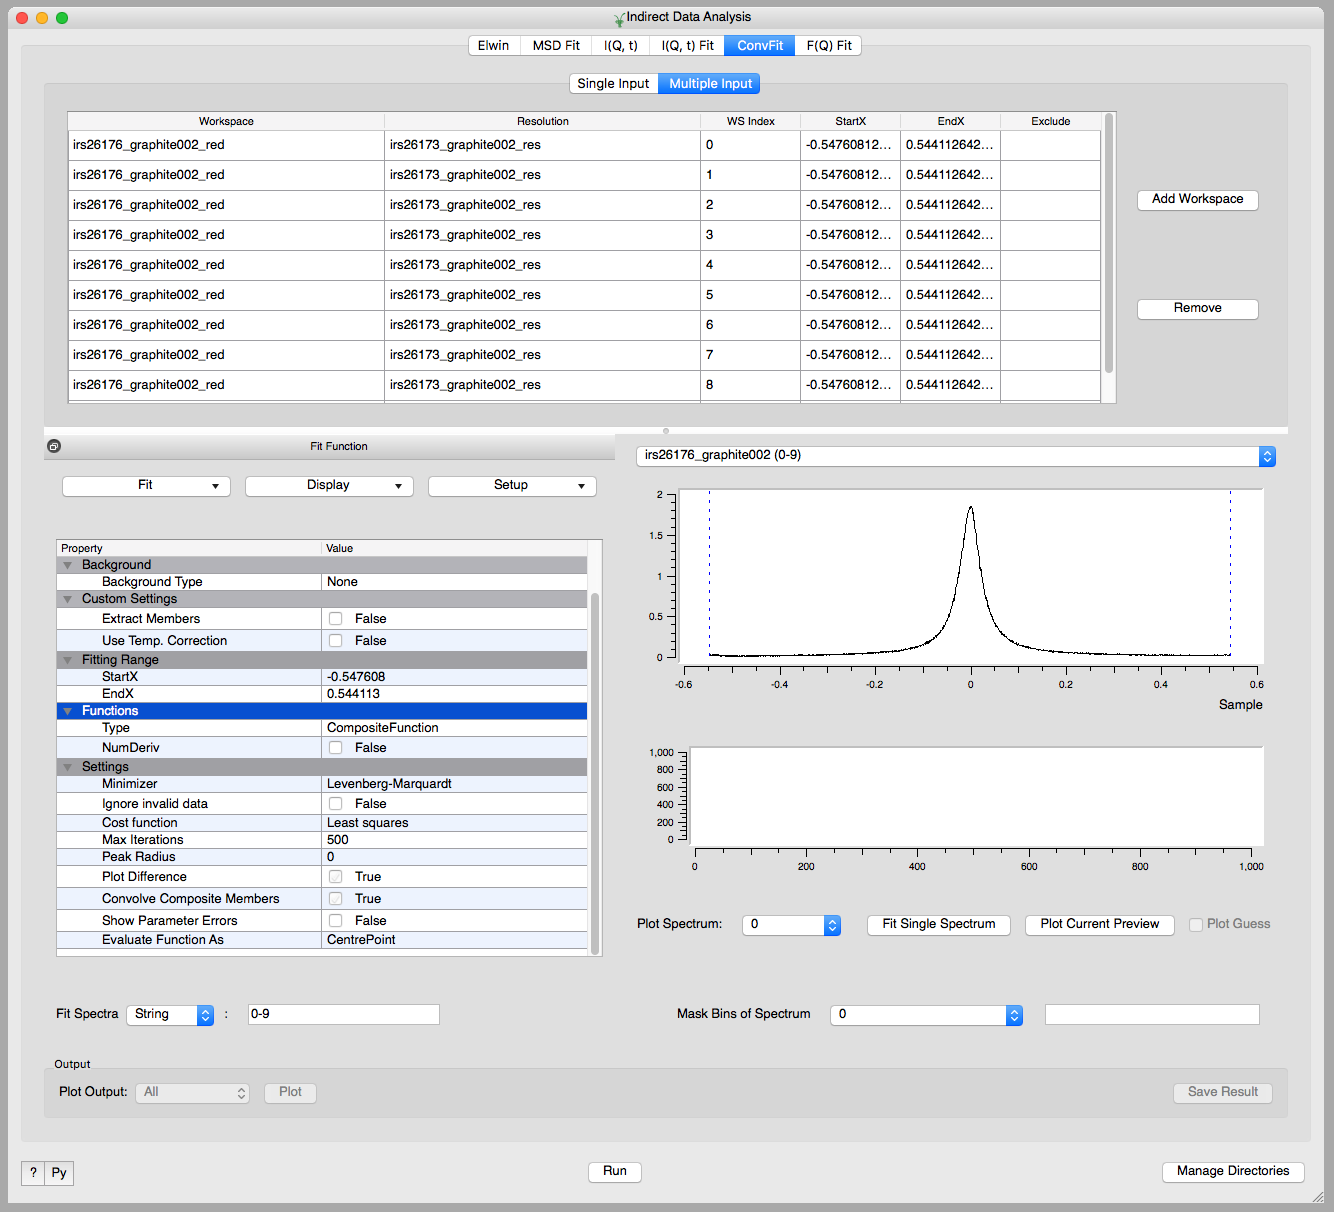 Indirect Data Analysis
Elwin MSD Fit I(Q, t) I(Q, t) Fit ConvFit F(Q) Fit
Single Input Multiple Input
Workspace Resolution WS Index StartX EndX Exclude
irs26176_graphite002_red irs26173_graphite002_res 0 -0.54760812... 0.544112642...
irs26176_graphite002_red irs26173_graphite002_res 1 -0.54760812... 0.544112642...
irs26176_graphite002_red irs26173_graphite002_res 2 -0.54760812... 0.544112642...
irs26176_graphite002_red irs26173_graphite002_res 3 -0.54760812... 0.544112642...
irs26176_graphite002_red irs26173_graphite002_res 4 -0.54760812... 0.544112642...
irs26176_graphite002_red irs26173_graphite002_res 5 -0.54760812... 0.544112642...
irs26176_graphite002_red irs26173_graphite002_res 6 -0.54760812... 0.544112642...
irs26176_graphite002_red irs26173_graphite002_res 7 -0.54760812... 0.544112642...
irs26176_graphite002_red irs26173_graphite002_res 8 -0.54760812... 0.544112642...
Add Workspace
Remove
Fit Function
Fit Display Setup
Property Value
Background
Background Type None
Custom Settings
Extract Members False
Use Temp. Correction False
Fitting Range
StartX -0.547608
EndX 0.544113
Functions
Type CompositeFunction
NumDeriv False
Settings
Minimizer Levenberg-Marquardt
Ignore invalid data False
Cost function Least squares
Max Iterations 500
Peak Radius 0
Plot Difference True
Convolve Composite Members True
Show Parameter Errors False
Evaluate Function As CentrePoint
irs26176_graphite002 (0-9)
2
1.5
1
0.5
0
-0.6 -0.4 -0.2 0 0.2 0.4 0.6
Sample
1,000
800
600
400
200
0
0 200 400 600 800 1,000
Plot Spectrum: 0 Fit Single Spectrum Plot Current Preview Plot Guess
Fit Spectra String : 0-9
Mask Bins of Spectrum 0
Output
Plot Output: All Plot Save Result
? Py Run Manage Directories